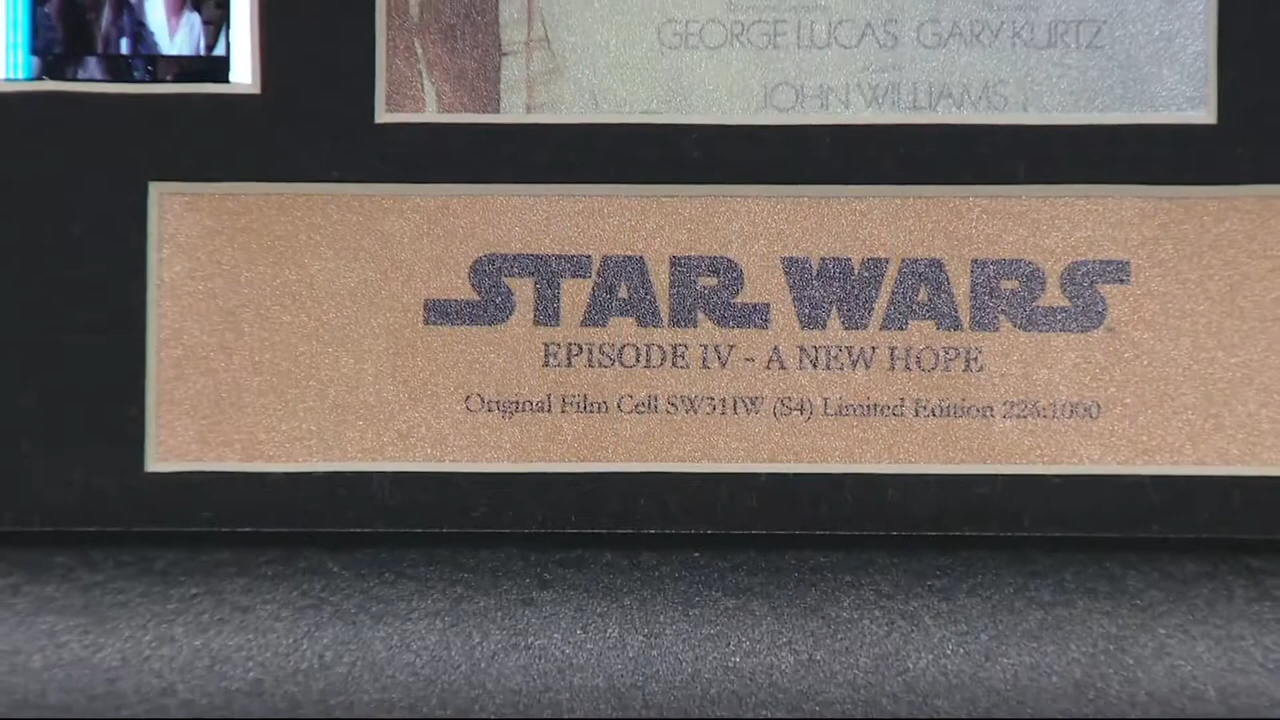 GEORGE LUCAS GARY KURTZ
JOHN WILLIAMS
STAR WARS
EPISODE IV - A NEW HOPE
Original Film Cell SW311W (S4) Limited Edition 226:1000